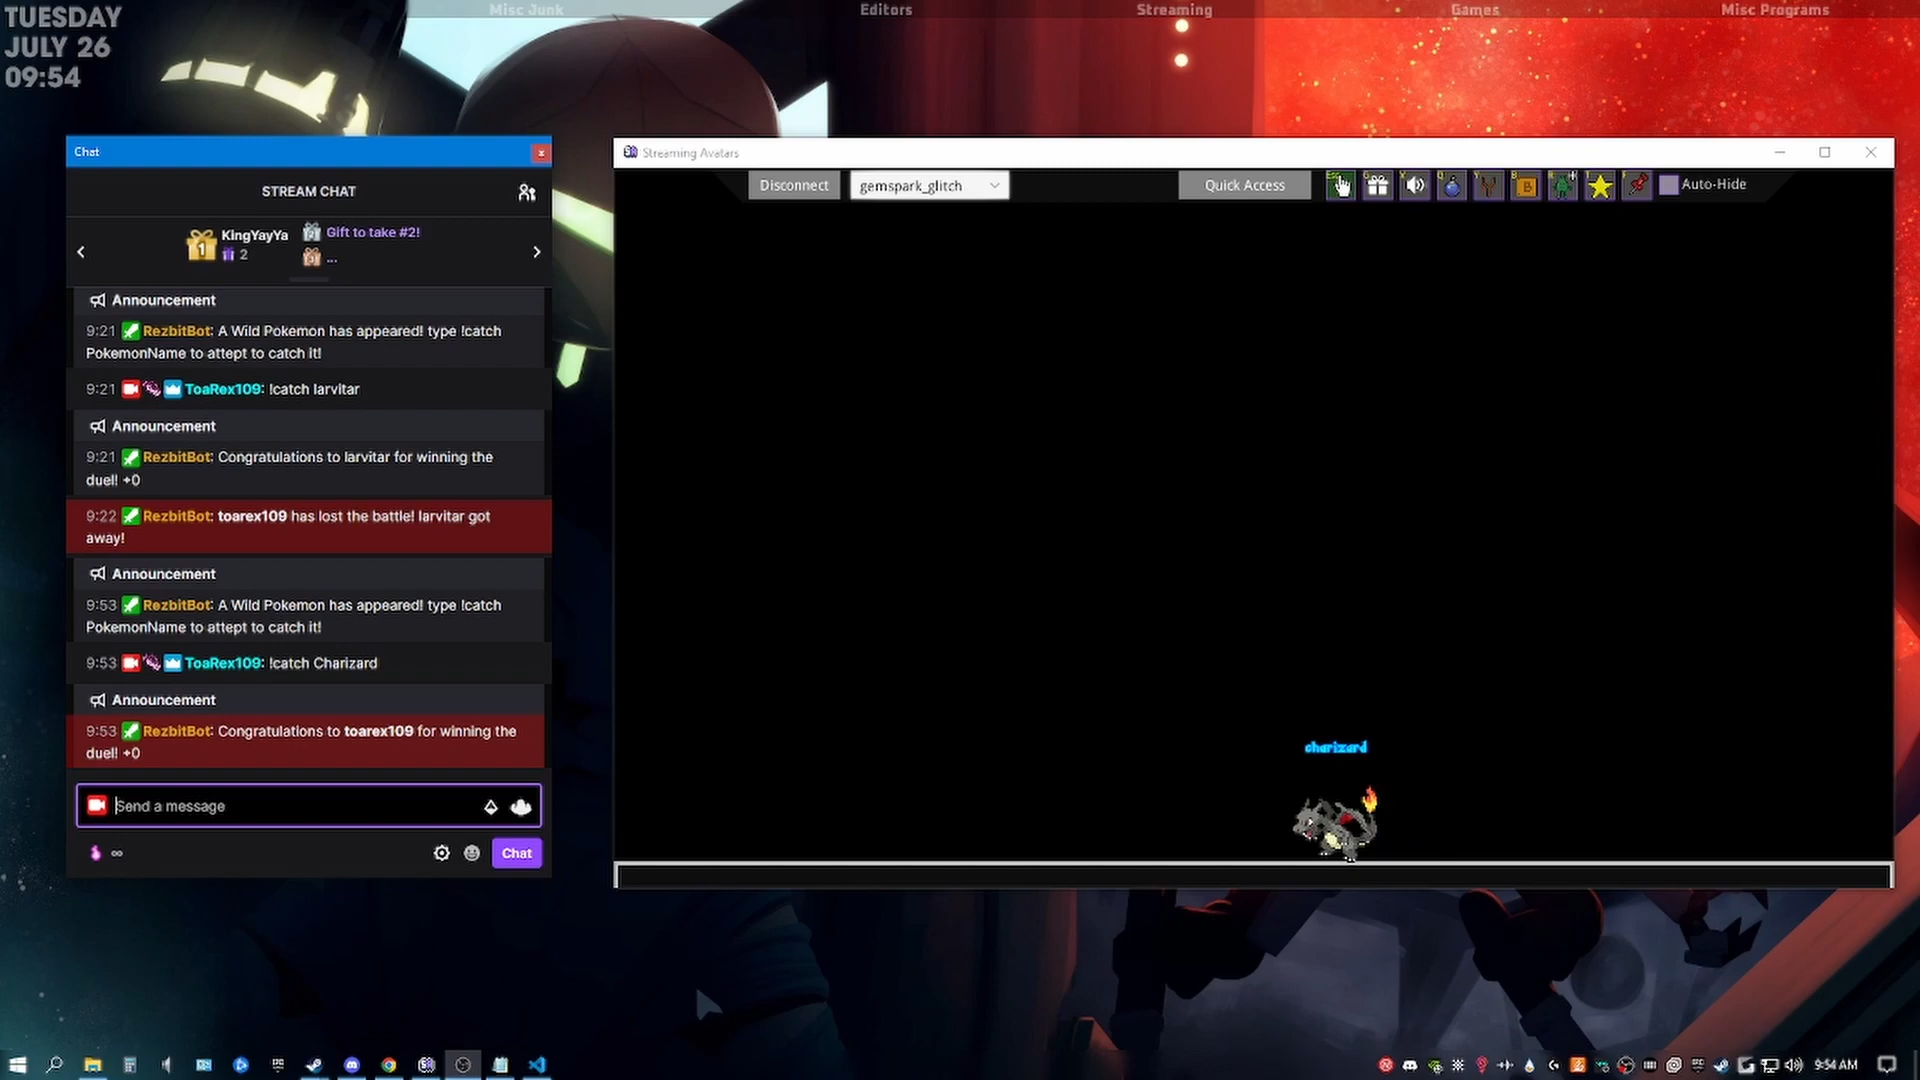 TUESDAY
JULY 26
09:54
Misc Junk
Editors
Streaming
Games
Misc Programs
Chat
STREAM CHAT
1
KingYayYa
2
Gift to take #2!
...
Announcement
9:21 RezbitBot: A Wild Pokemon has appeared! type !catch
PokemonName to attept to catch it!
9:21 ToaRex109: !catch larvitar
Announcement
9:21 RezbitBot: Congratulations to larvitar for winning the
duel! +0
9:22 RezbitBot: toarex109 has lost the battle! larvitar got
away!
Announcement
9:53 RezbitBot: A Wild Pokemon has appeared! type !catch
PokemonName to attept to catch it!
9:53 ToaRex109: !catch Charizard
Announcement
9:53 RezbitBot: Congratulations to toarex109 for winning the
duel! +0
Send a message
∞
Chat
Streaming Avatars
Disconnect
gemspark_glitch
Quick Access
Auto-Hide
charizard
9:54 AM